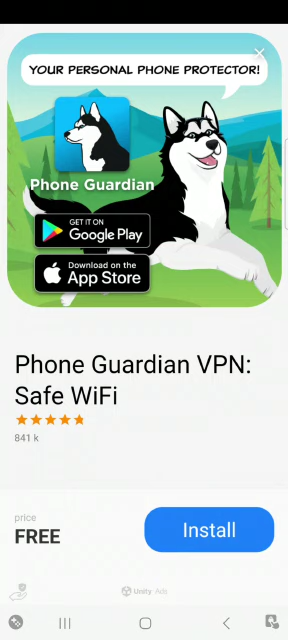 YOUR PERSONAL PHONE PROTECTOR!
Phone Guardian
GET IT ON
Google Play
Download on the
App Store
Phone Guardian VPN:
Safe WiFi
841 k
price
FREE
Install
Unity Ads